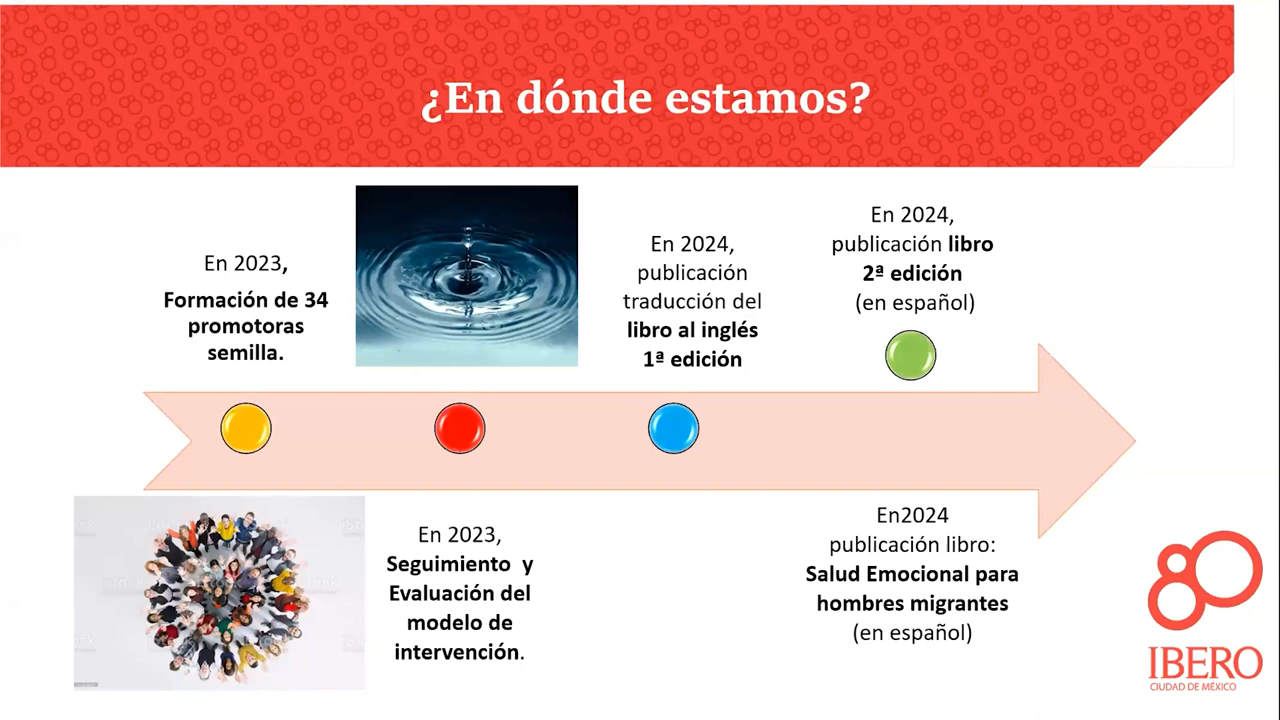 ¿En dónde estamos?
En 2023,
Formación de 34
promotoras
semilla.
En 2024,
publicación
traducción del
libro al inglés
1ª edición
En 2024,
publicación libro
2ª edición
(en español)
En 2023,
Seguimiento y
Evaluación del
modelo de
intervención.
En2024
publicación libro:
Salud Emocional para
hombres migrantes
(en español)
80
IBERO
CIUDAD DE MÉXICO